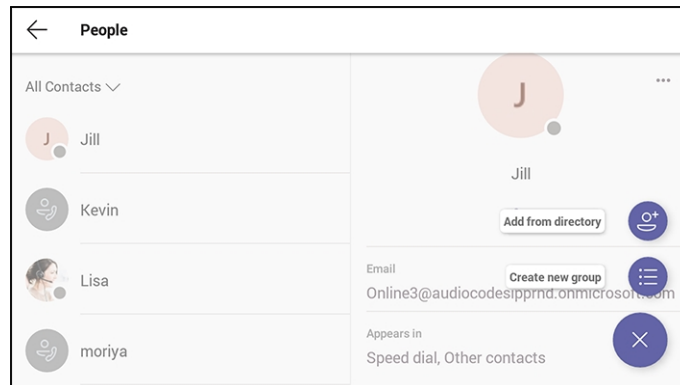 People
All Contacts
J
Jill
Kevin
Lisa
moriya
J
Jill
Add from directory
Email
Create new group
Online3@audiocodesipprnd.onmicrosoft.com
Appears in
Speed dial, Other contacts